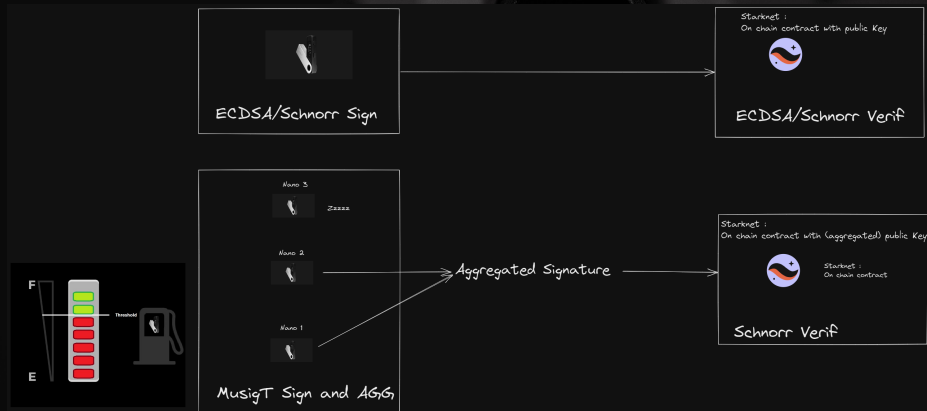 Starknet :
On chain contract with public Key
ECDSA/Schnorr Sign
ECDSA/Schnorr Verif
Nano 3
Zzzzz
Nano 2
Nano 1
Aggregated Signature
MusigT Sign and AGG
Starknet :
On chain contract with (aggregated) public Key
Starknet :
On chain contract
Schnorr Verif
F
Threshold
E